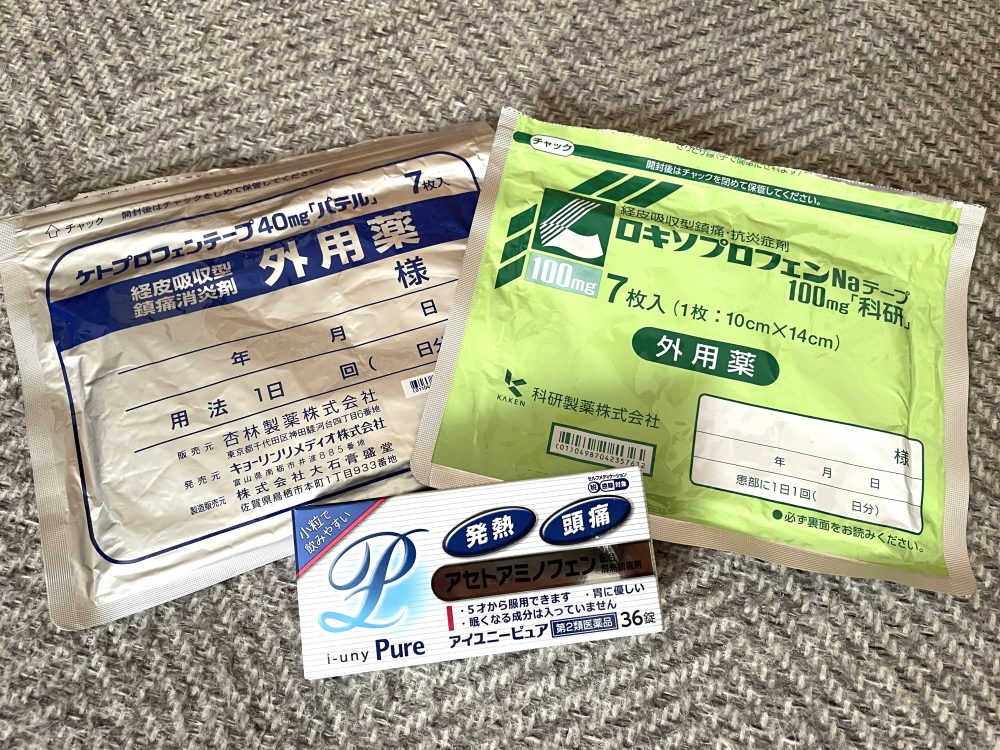 チャック 開封後はチャックをしめて保管してください。
7枚入
ケトプロフェンテープ40mg「パテル」
経皮吸収型
鎮痛消炎剤
外用薬
様
年 月 日
用 法 1日 回( 日分
販売元 杏林製薬株式会社
東京都千代田区神田駿河台四丁目6番地
発売元 キョーリンリメディオ株式会社
富山県南砺市井波885番地
製造販売元 株式会社 大石膏盛堂
佐賀県鳥栖市本町1丁目933番地
チャック
開封後はチャックを閉めて保管してください。
経皮吸収型鎮痛・抗炎症剤
ロキソプロフェンNaテープ
100mg「科研」
100mg
7枚入(1枚:10cm×14cm)
外用薬
KAKEN
科研製薬株式会社
様
年 月 日
患部に1日1回( 日分)
●必ず裏面をお読みください。
小粒で
飲みやすい
セルフメディケーション
税 控除 対象
発熱 頭痛
アセトアミノフェン
・5才から服用できます ・胃に優しい
・眠くなる成分は入っていません
i-uny Pure
アイユニーピュア 第2類医薬品 36錠